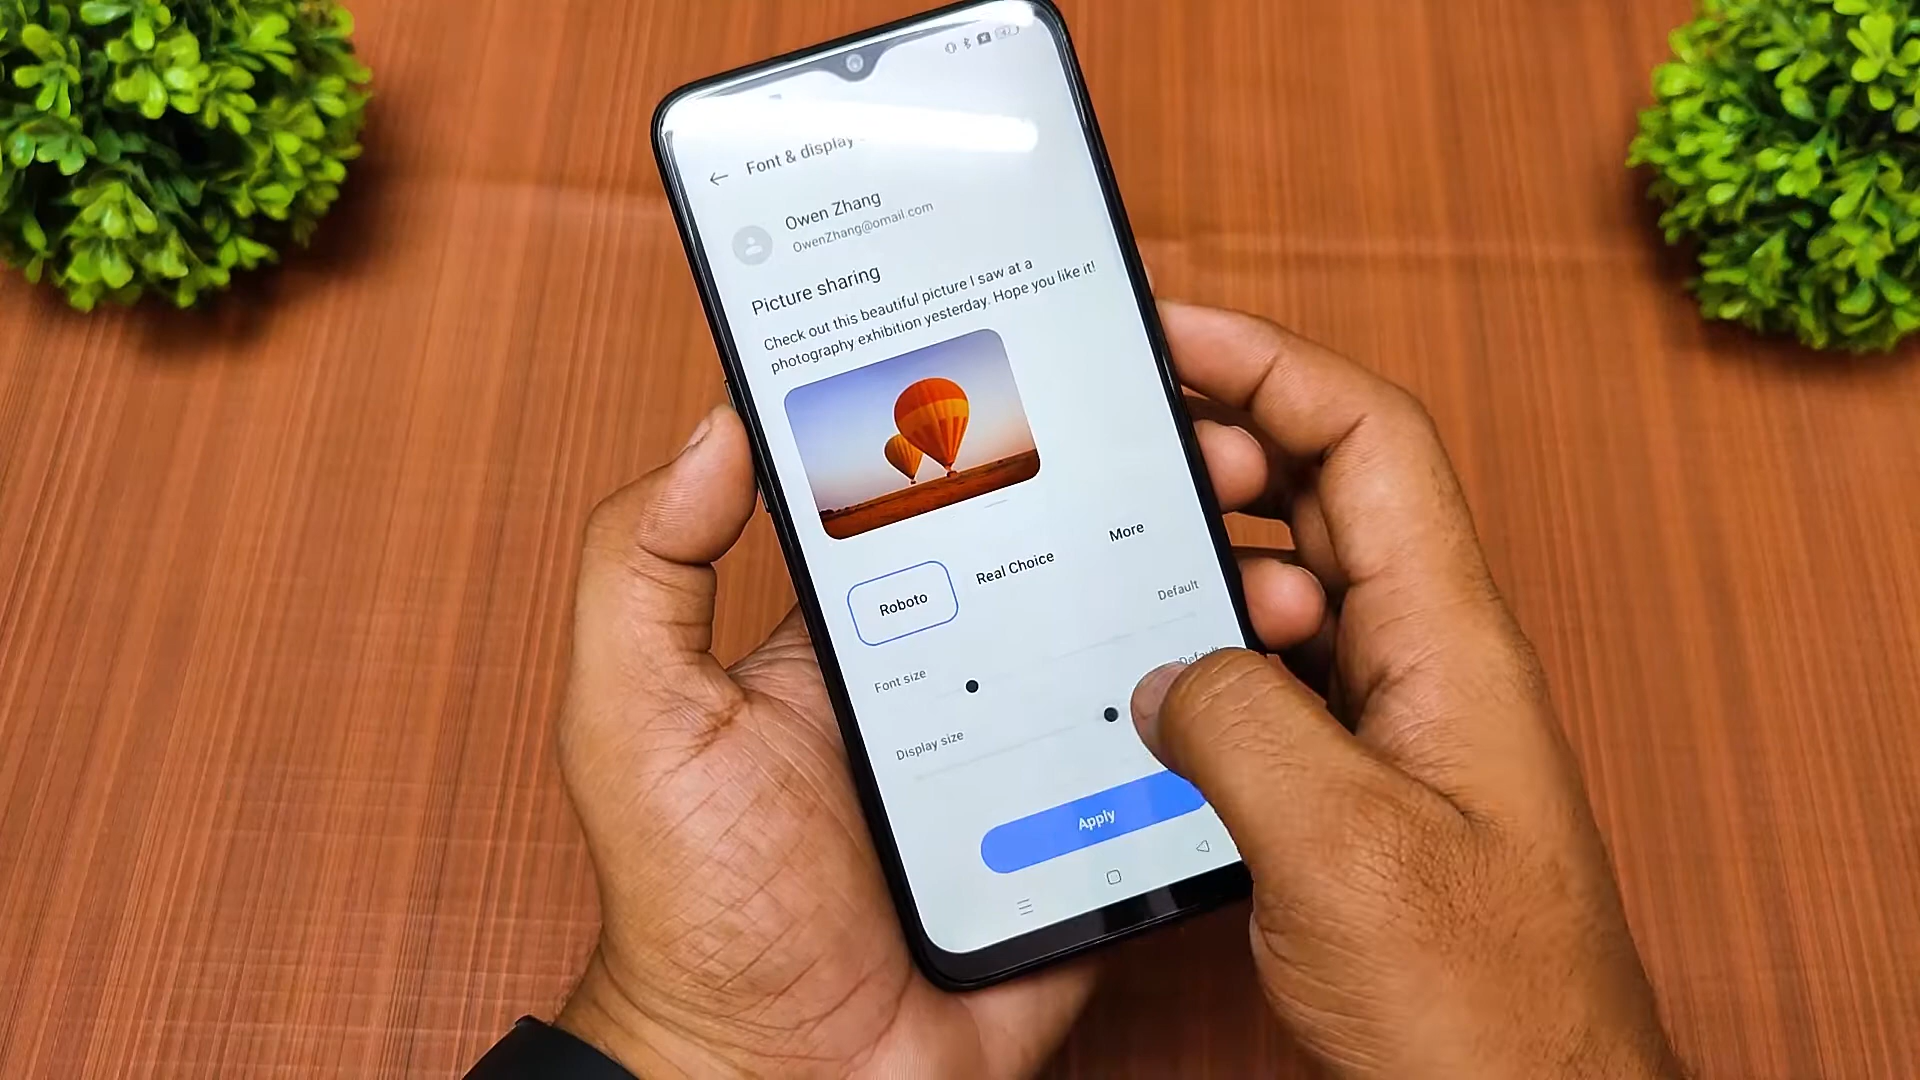 Font & display
Owen Zhang
OwenZhang@omail.com
Picture sharing
Check out this beautiful picture I saw at a
photography exhibition yesterday. Hope you like it!
Roboto
Real Choice
More
Font size
Default
Display size
Default
Apply